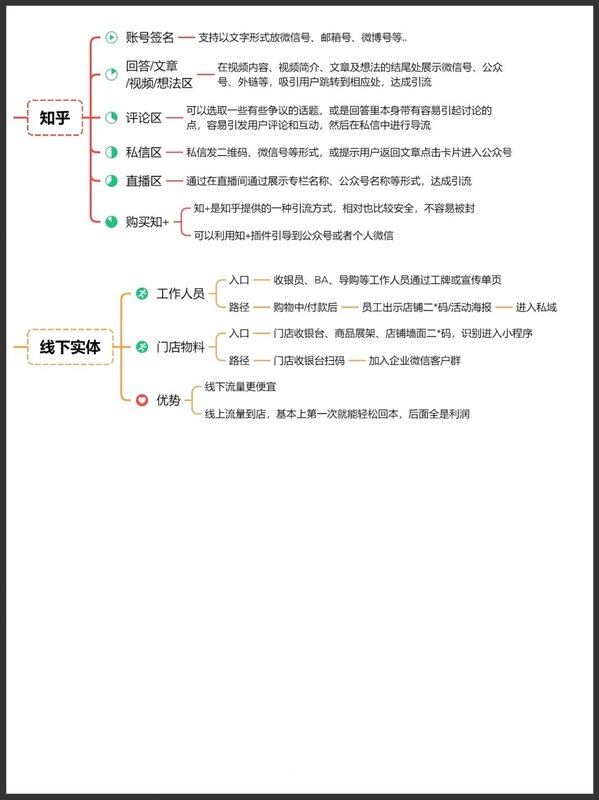 知乎
账号签名
支持以文字形式放微信号、邮箱号、微博号等..
回答/文章
/视频/想法区
在视频内容、视频简介、文章及想法的结尾处展示微信号、公众
号、外链等，吸引用户跳转到相应处，达成引流
评论区
可以选取一些有些争议的话题，或是回答里本身带有容易引起讨论的
点，容易引发用户评论和互动，然后在私信中进行导流
私信区
私信发二维码、微信号等形式，或提示用户返回文章点击卡片进入公众号
直播区
通过在直播间通过展示专栏名称、公众号名称等形式，达成引流
购买知+
知+是知乎提供的一种引流方式，相对也比较安全，不容易被封
可以利用知+插件引导到公众号或者个人微信
线下实体
工作人员
入口
收银员、BA、导购等工作人员通过工牌或宣传单页
路径
购物中/付款后
员工出示店铺二*码/活动海报
进入私域
门店物料
入口
门店收银台、商品展架、店铺墙面二*码，识别进入小程序
路径
门店收银台扫码
加入企业微信客户群
优势
线下流量更便宜
线上流量到店，基本上第一次就能轻松回本，后面全是利润